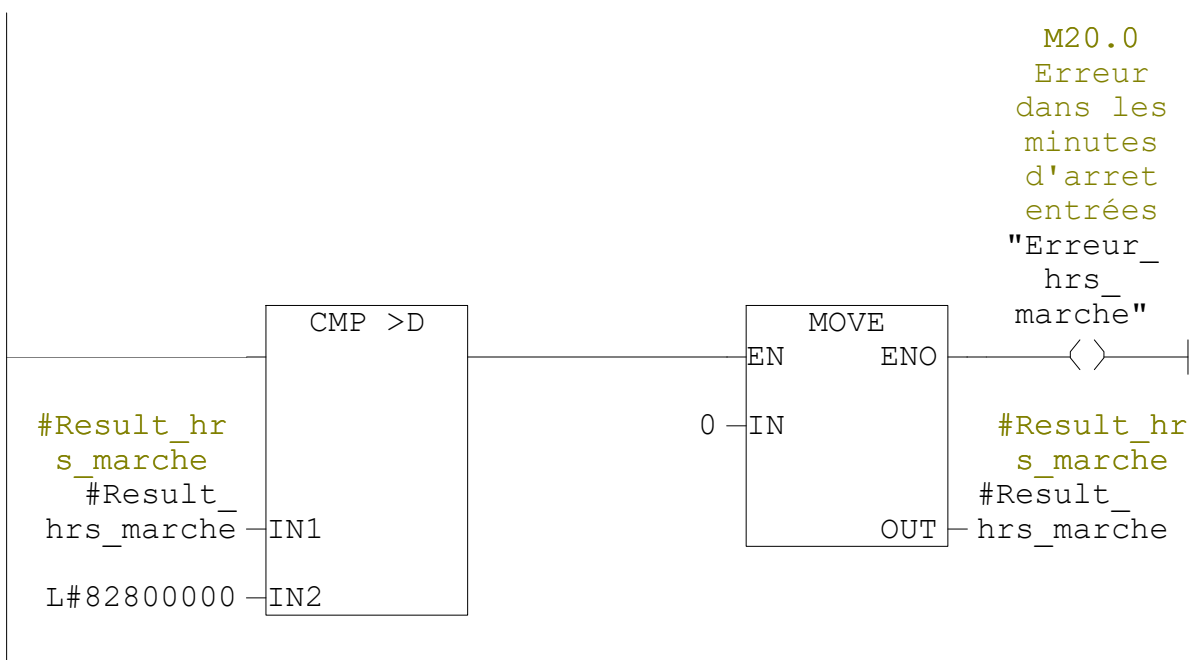 M20.0
Erreur
dans les
minutes
d'arret
entrées
"Erreur_
hrs_
marche"
CMP >D
MOVE
EN ENO
#Result_hr
s_marche
#Result_
hrs_marche IN1
L#82800000 IN2
0 IN
#Result_hr
s_marche
#Result_
OUT hrs_marche